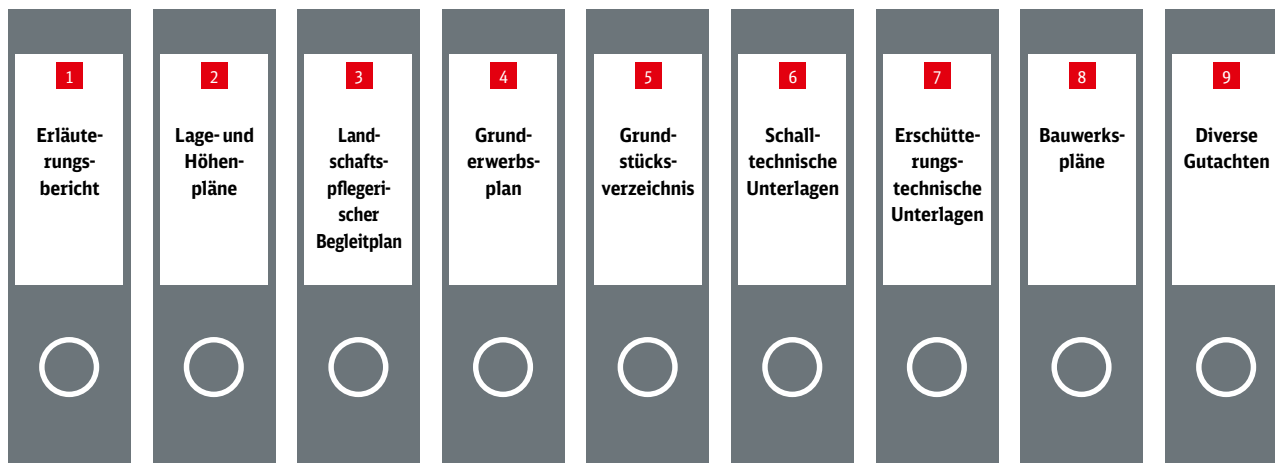 1
Erläute-
rungs-
bericht
2
Lage- und
Höhen-
pläne
3
Land-
schafts-
pflegeri-
scher
Begleitplan
4
Grund-
erwerbs-
plan
5
Grund-
stücks-
verzeichnis
6
Schall-
technische
Unterlagen
7
Erschütte-
rungs-
technische
Unterlagen
8
Bauwerks-
pläne
9
Diverse
Gutachten